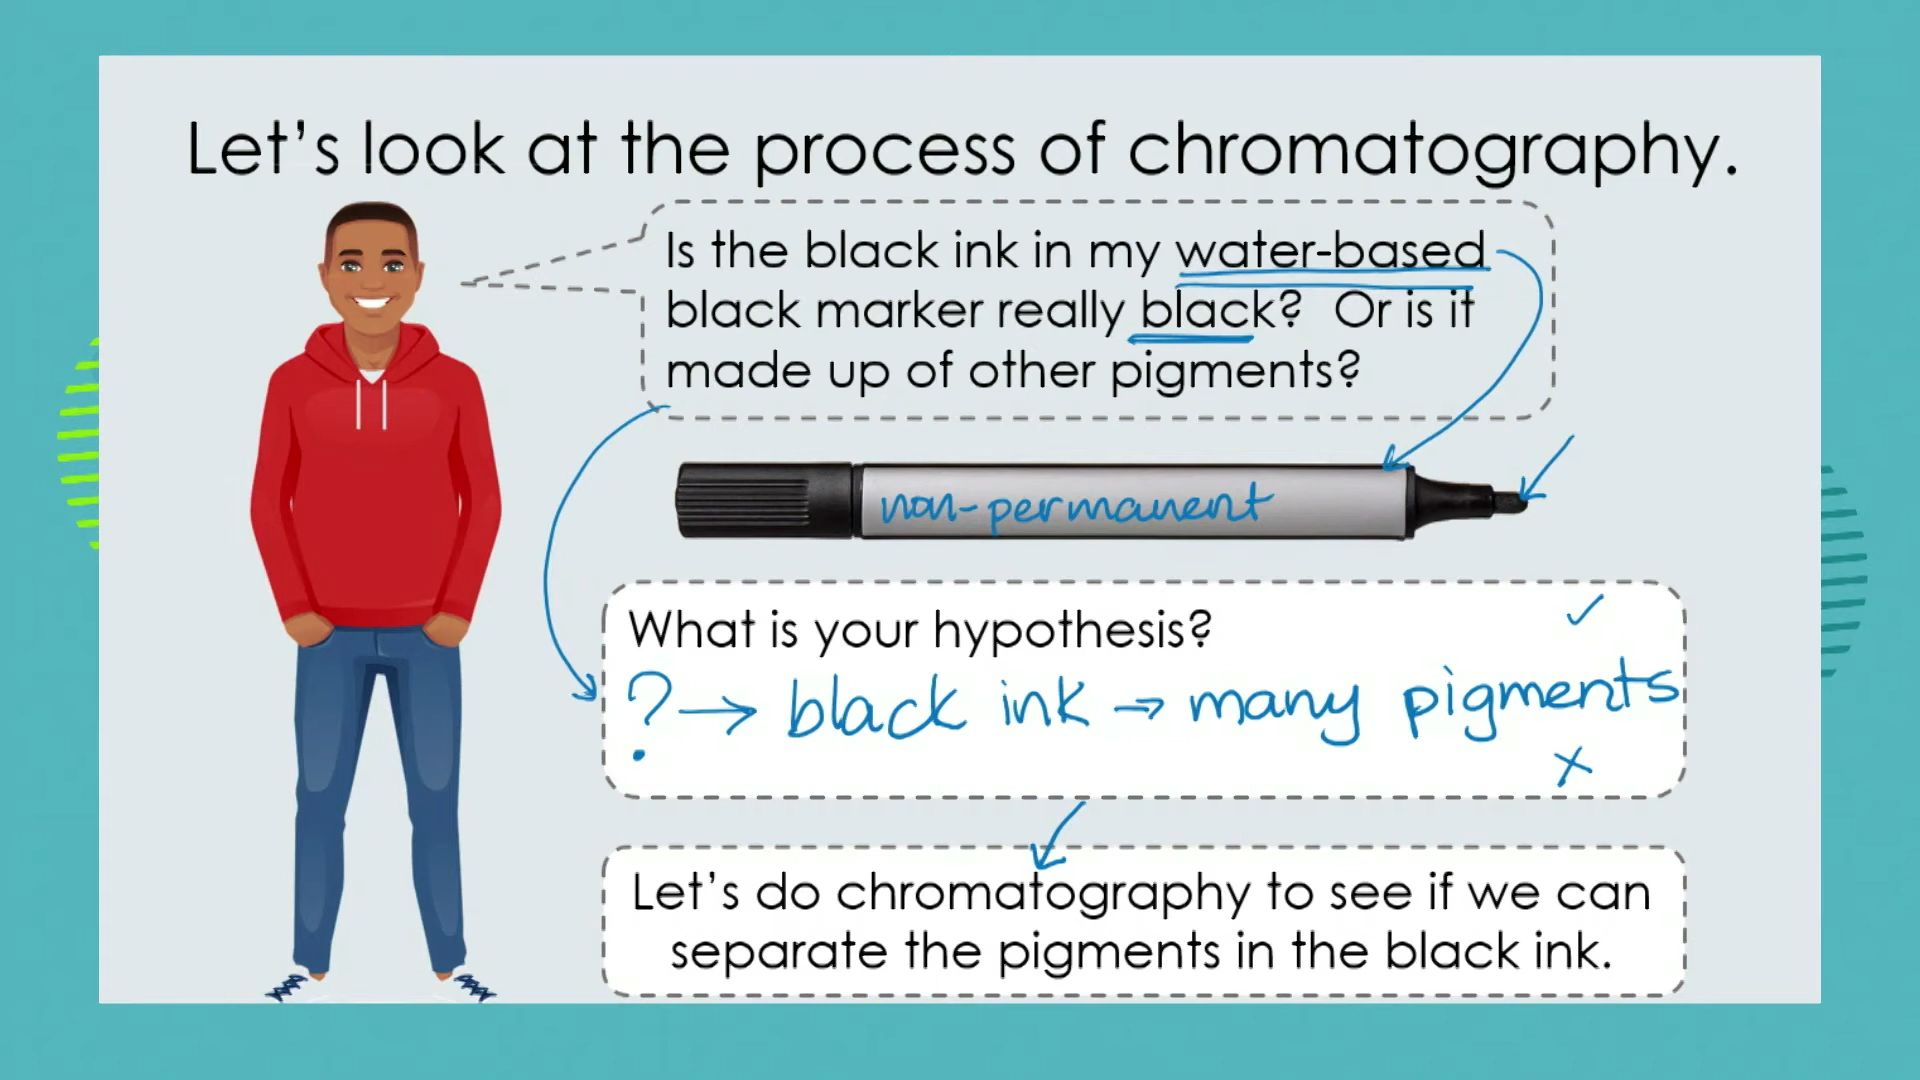 Let's look at the process of chromatography.
Is the black ink in my water-based
black marker really black? Or is it
made up of other pigments?
non-permanent
What is your hypothesis? ✓
? → black ink → many pigments
x
Let's do chromatography to see if we can
separate the pigments in the black ink.